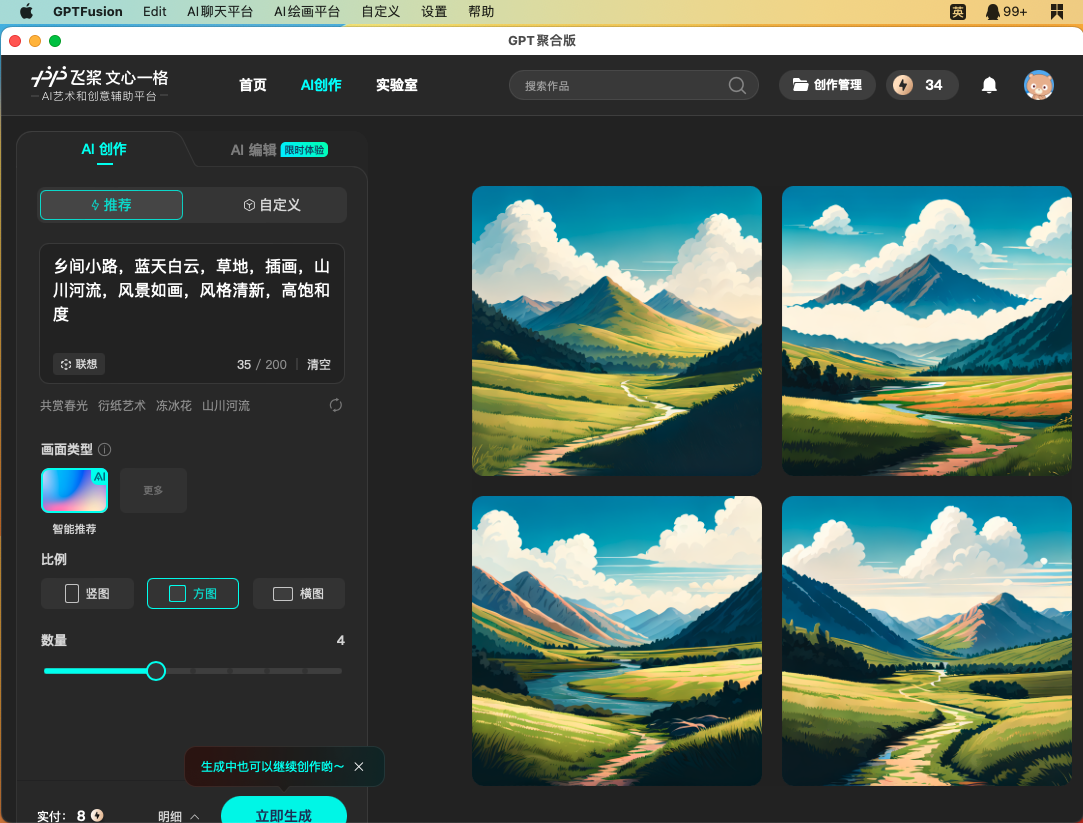 GPTFusion Edit AI聊天平台 AI绘画平台 自定义 设置 帮助 英 99+
GPT聚合版
飞桨 文心一格
AI艺术和创意辅助平台
首页 AI创作 实验室 搜索作品 创作管理 34
AI 创作 AI 编辑 限时体验
推荐 自定义
乡间小路，蓝天白云，草地，插画，山
川河流，风景如画，风格清新，高饱和
度
联想 35 / 200 清空
共赏春光 衍纸艺术 冻冰花 山川河流
画面类型
AI 更多
智能推荐
比例
竖图 方图 横图
数量 4
生成中也可以继续创作哟～
实付： 8 明细 立即生成